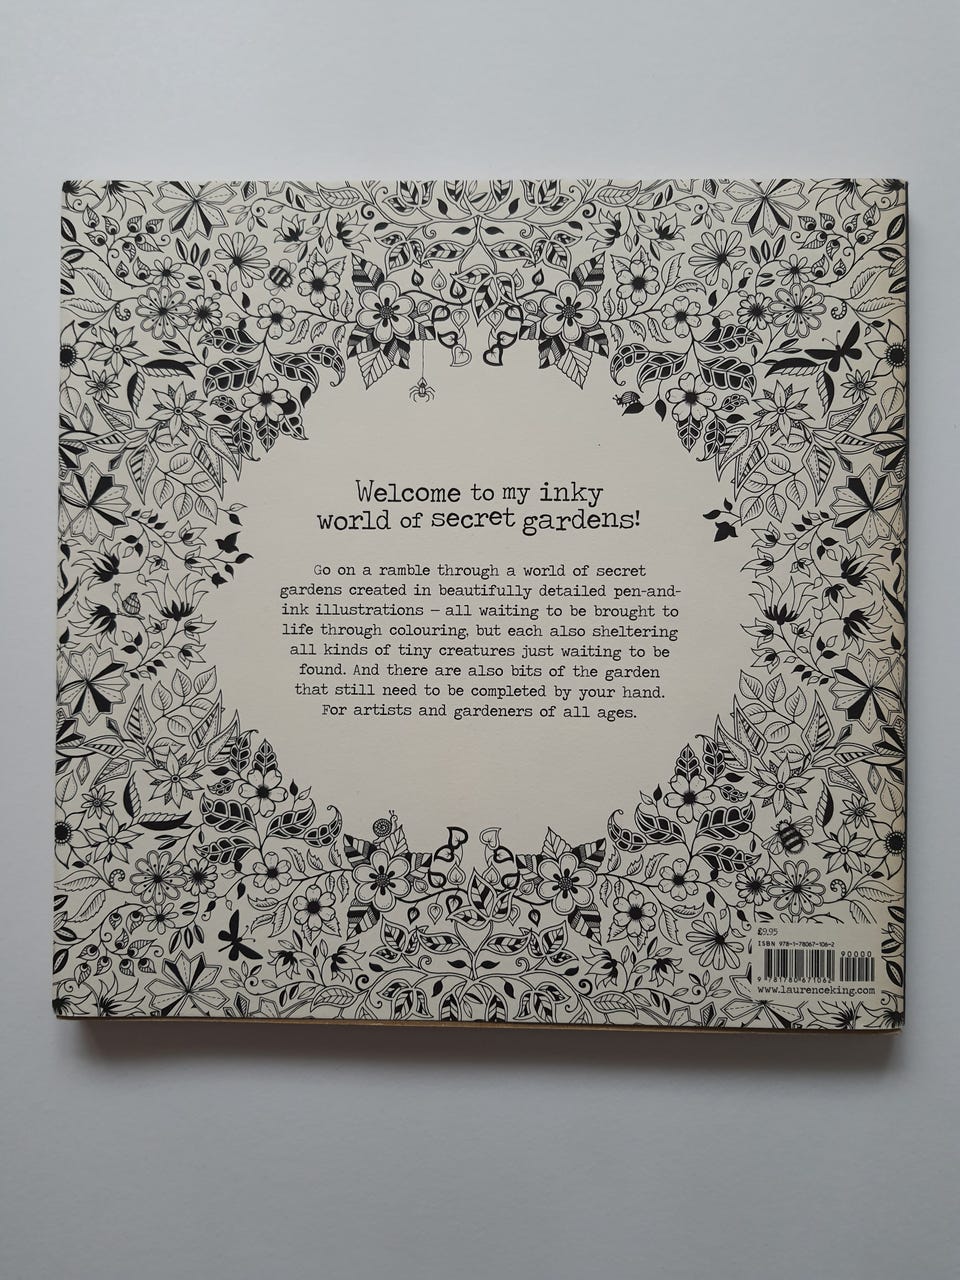 Welcome to my inky
world of secret gardens!
Go on a ramble through a world of secret
gardens created in beautifully detailed pen-and-
ink illustrations – all waiting to be brought to
life through colouring, but each also sheltering
all kinds of tiny creatures just waiting to be
found. And there are also bits of the garden
that still need to be completed by your hand.
For artists and gardeners of all ages.
£9.95
ISBN 978-1-78067-106-2
90000
9 781780 671062
www.laurenceking.com